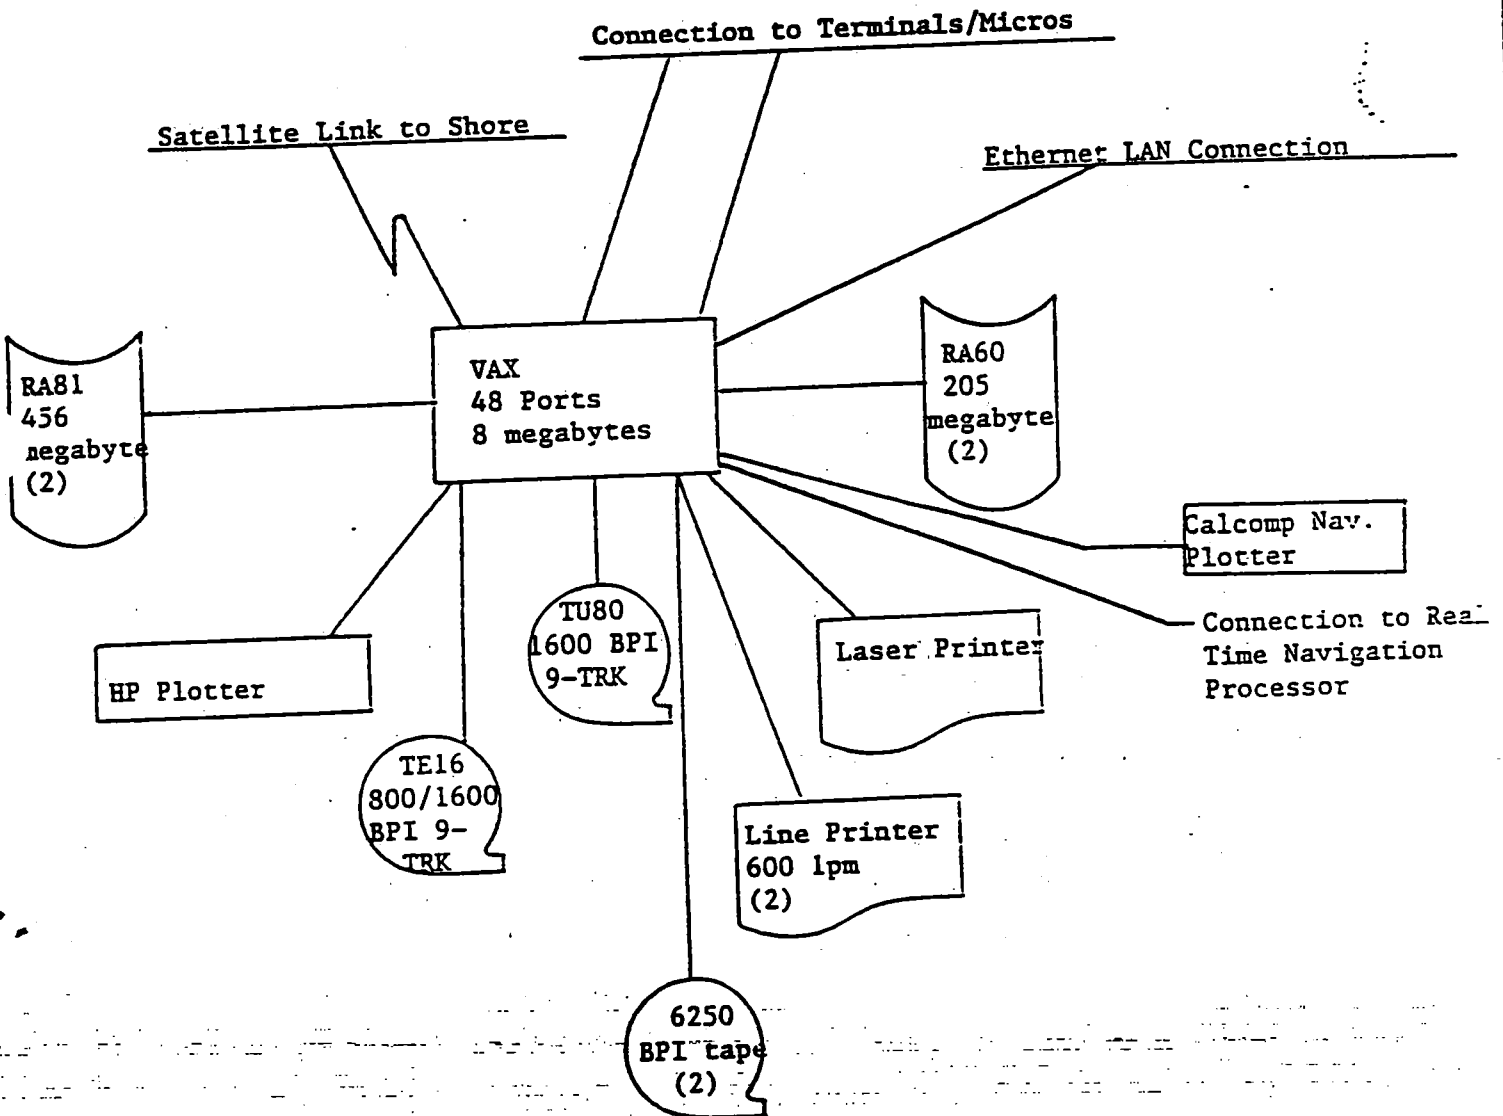 Connection to Terminals/Micros
Satellite Link to Shore
Ethernet LAN Connection
RA81
456
megabyte
(2)
VAX
48 Ports
8 megabytes
RA60
205
megabyte
(2)
Calcomp Nav.
Plotter
Connection to Real
Time Navigation
Processor
HP Plotter
TU80
1600 BPI
9-TRK
Laser Printer
TE16
800/1600
BPI 9-
TRK
Line Printer
600 lpm
(2)
6250
BPI tape
(2)